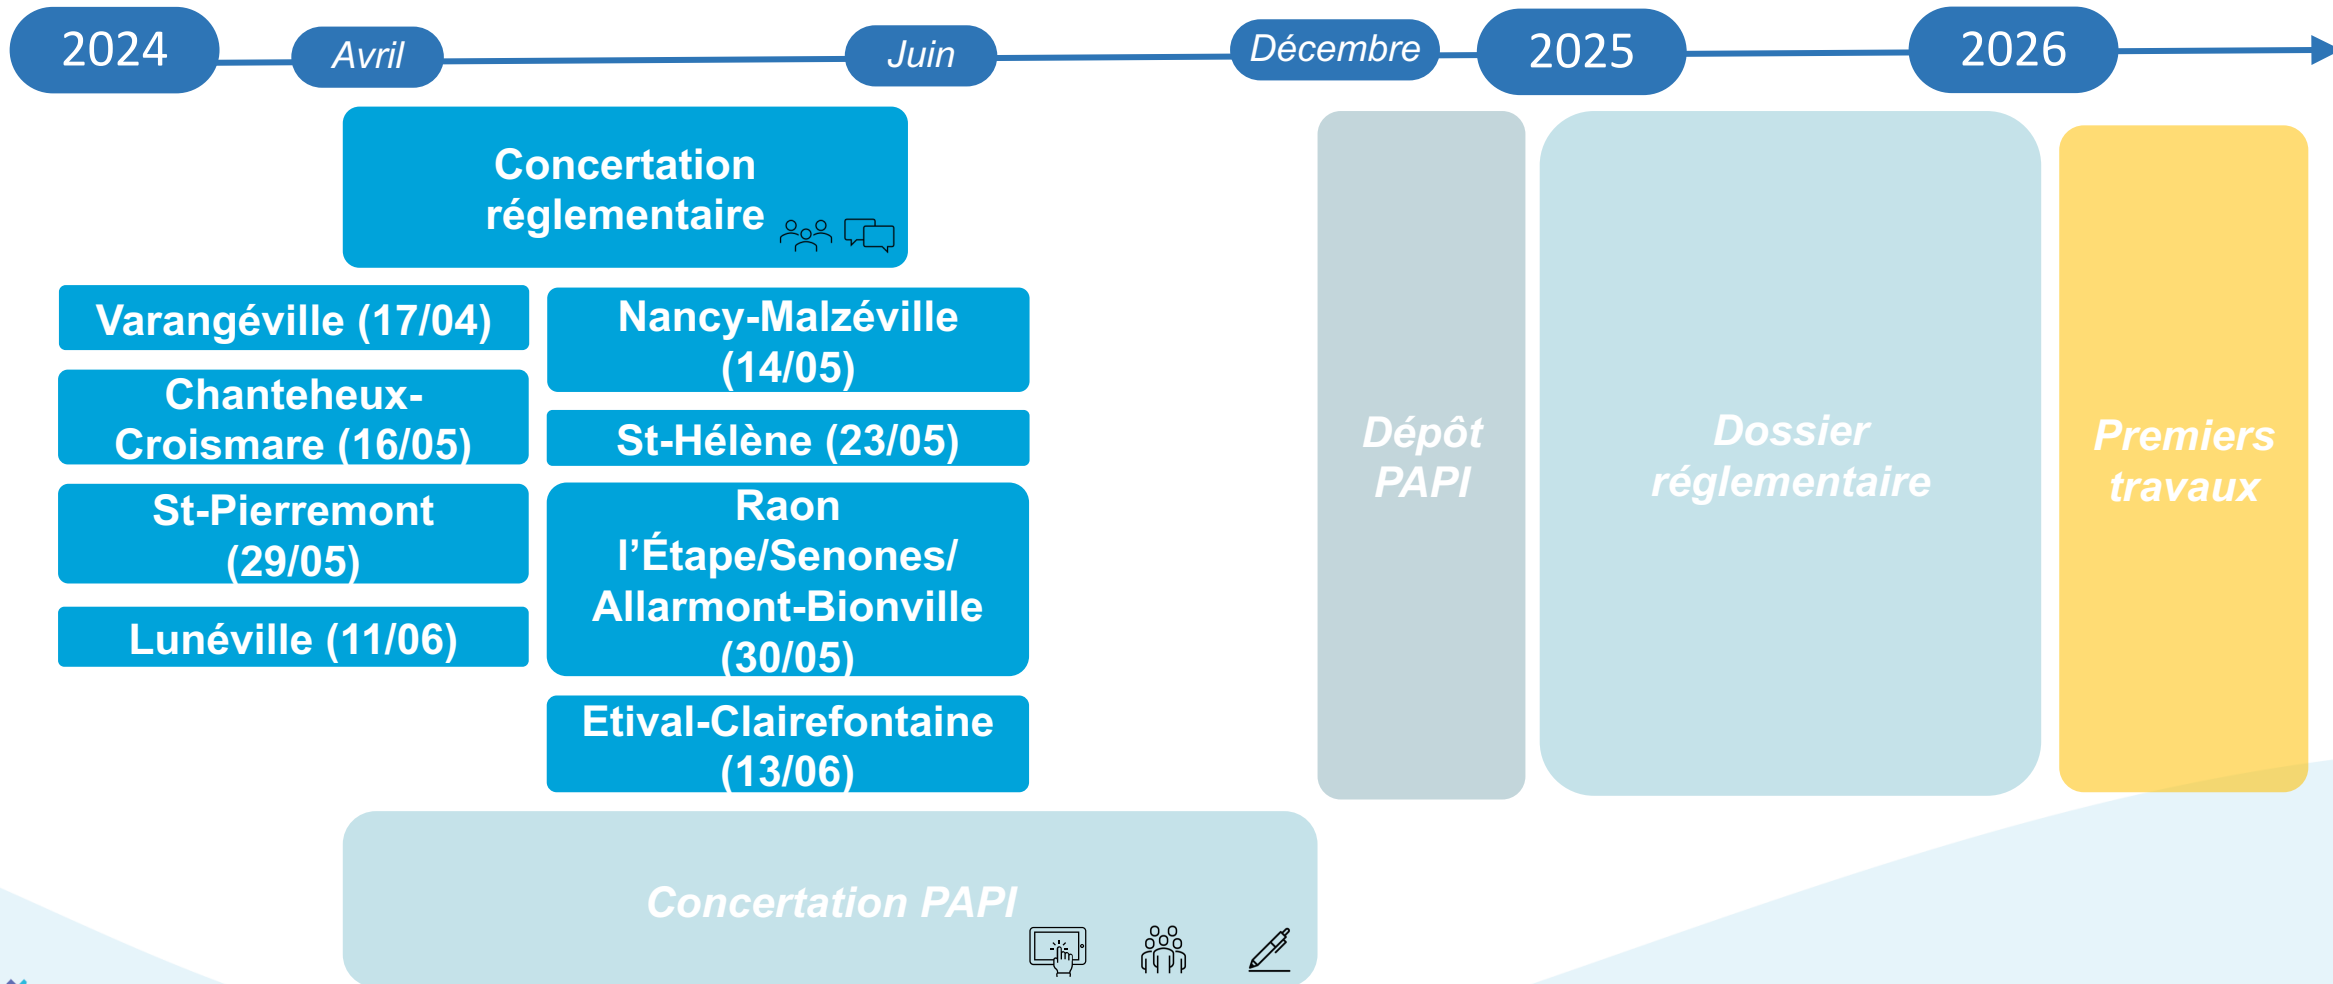 2024
Avril
Juin
Décembre
2025
2026
Concertation
réglementaire
Varangéville (17/04)
Chanteheux-
Croismare (16/05)
St-Pierremont
(29/05)
Lunéville (11/06)
Nancy-Malzéville
(14/05)
St-Hélène (23/05)
Raon
l’Étape/Senones/
Allarmont-Bionville
(30/05)
Etival-Clairefontaine
(13/06)
Concertation PAPI
Dépôt
PAPI
Dossier
réglementaire
Premiers
travaux